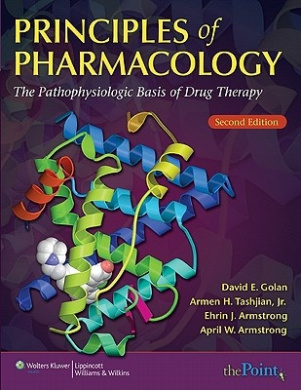 PRINCIPLES of
PHARMACOLOGY
The Pathophysiologic Basis of Drug Therapy
Second Edition
David E. Golan
Armen H. Tashjian, Jr.
Ehrin J. Armstrong
April W. Armstrong
Wolters Kluwer
Lippincott
Williams & Wilkins
thePoint